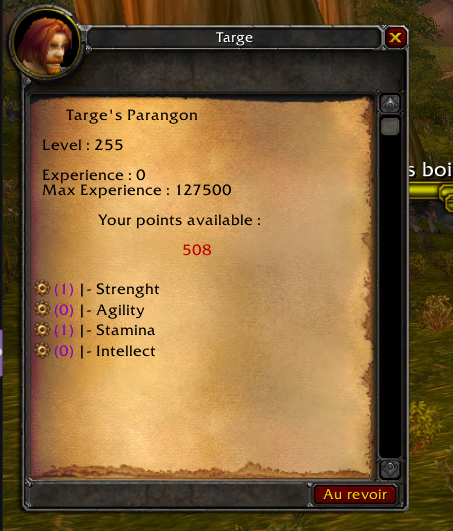 Targe
Targe's Parangon
Level : 255
Experience : 0
Max Experience : 127500
Your points available :
508
(1) |- Strenght
(0) |- Agility
(1) |- Stamina
(0) |- Intellect
s boi
Au revoir